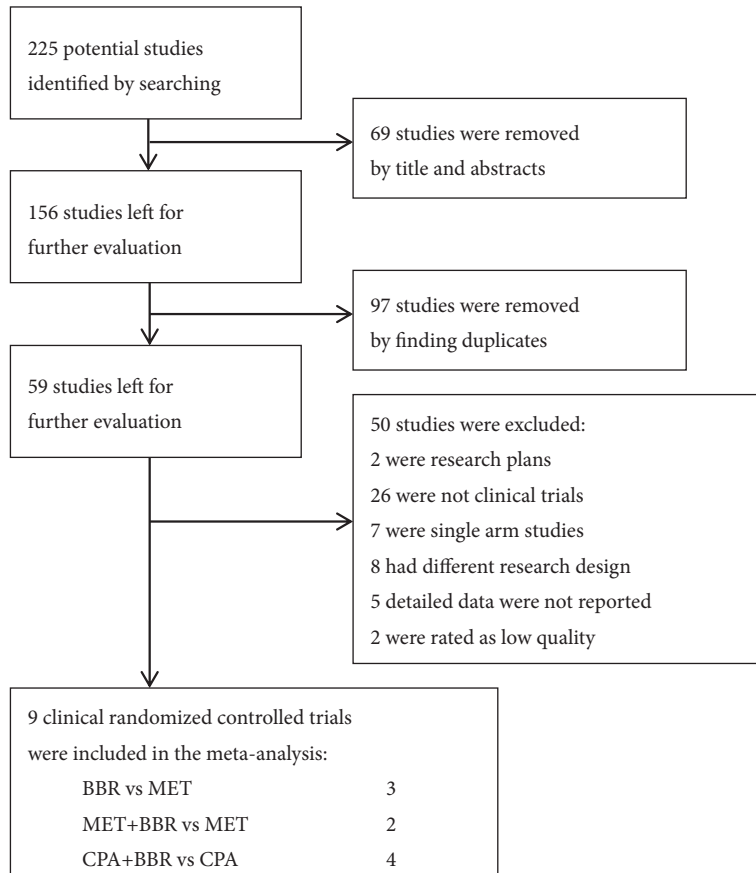 225 potential studies
identified by searching
69 studies were removed
by title and abstracts
156 studies left for
further evaluation
97 studies were removed
by finding duplicates
59 studies left for
further evaluation
50 studies were excluded:
2 were research plans
26 were not clinical trials
7 were single arm studies
8 had different research design
5 detailed data were not reported
2 were rated as low quality
9 clinical randomized controlled trials
were included in the meta-analysis:
BBR vs MET 3
MET+BBR vs MET 2
CPA+BBR vs CPA 4